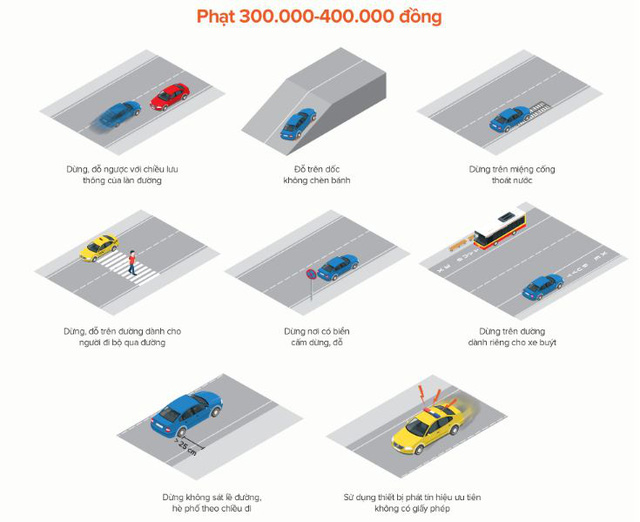 Phạt 300.000-400.000 đồng
Dừng, đỗ ngược với chiều lưu
thông của làn đường
Đỗ trên dốc
không chèn bánh
Dừng trên miệng cống
thoát nước
Dừng, đỗ trên đường dành cho
người đi bộ qua đường
Dừng nơi có biển
cấm dừng, đỗ
Dừng trên đường
dành riêng cho xe buýt
> 25 cm
Dừng không sát lề đường,
hè phố theo chiều đi
Sử dụng thiết bị phát tín hiệu ưu tiên
không có giấy phép